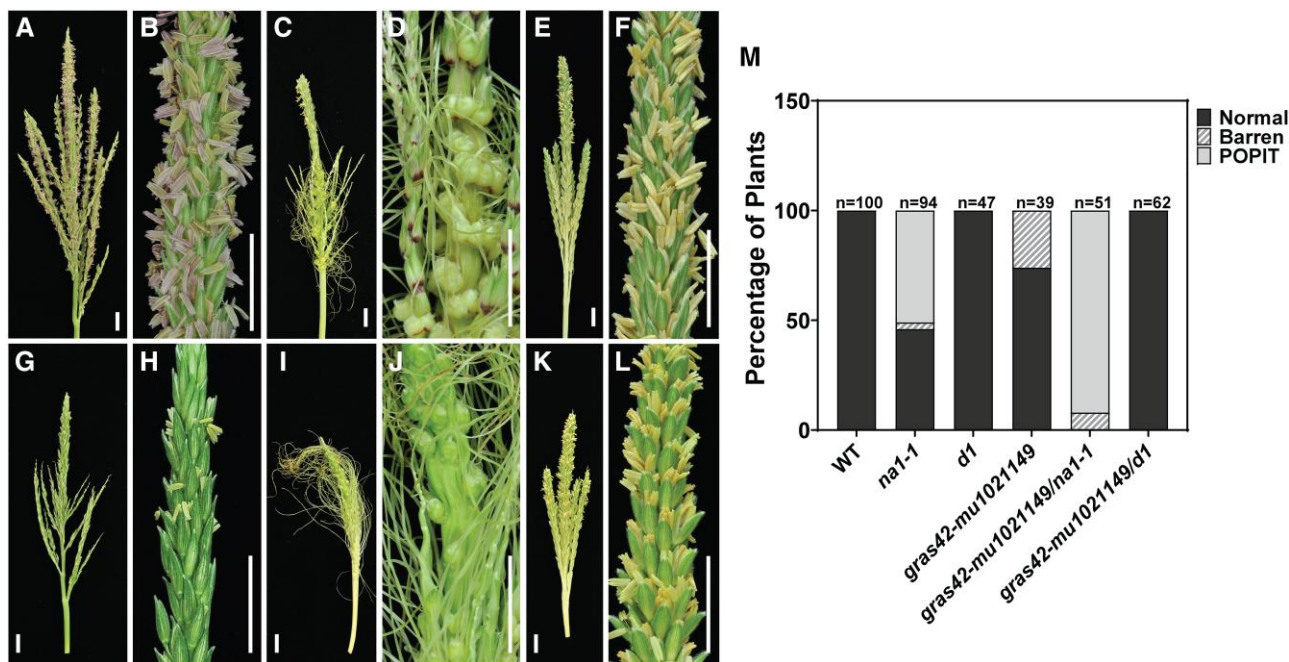 A
B
C
D
E
F
G
H
I
J
K
L
M
150
100
50
0
Percentage of Plants
Normal
Barren
POPIT
n=100
n=94
n=47
n=39
n=51
n=62
WT
na1-1
d1
gras42-mu1021149
gras42-mu1021149/na1-1
gras42-mu1021149/d1